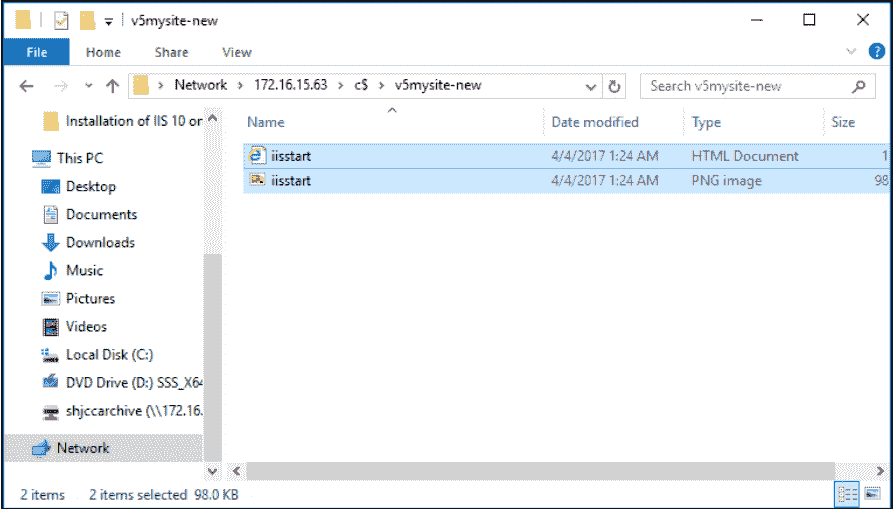 v5mysite-new
File Home Share View
Network 172.16.15.63 c$ v5mysite-new Search v5mysite-new
Name Date modified Type Size
iisstart 4/4/2017 1:24 AM HTML Document 1
iisstart 4/4/2017 1:24 AM PNG image 98
Installation of IIS 10 or
This PC
Desktop
Documents
Downloads
Music
Pictures
Videos
Local Disk (C:)
DVD Drive (D:) SSS_X64
shjccarchive (\\172.16.
Network
2 items 2 items selected 98.0 KB